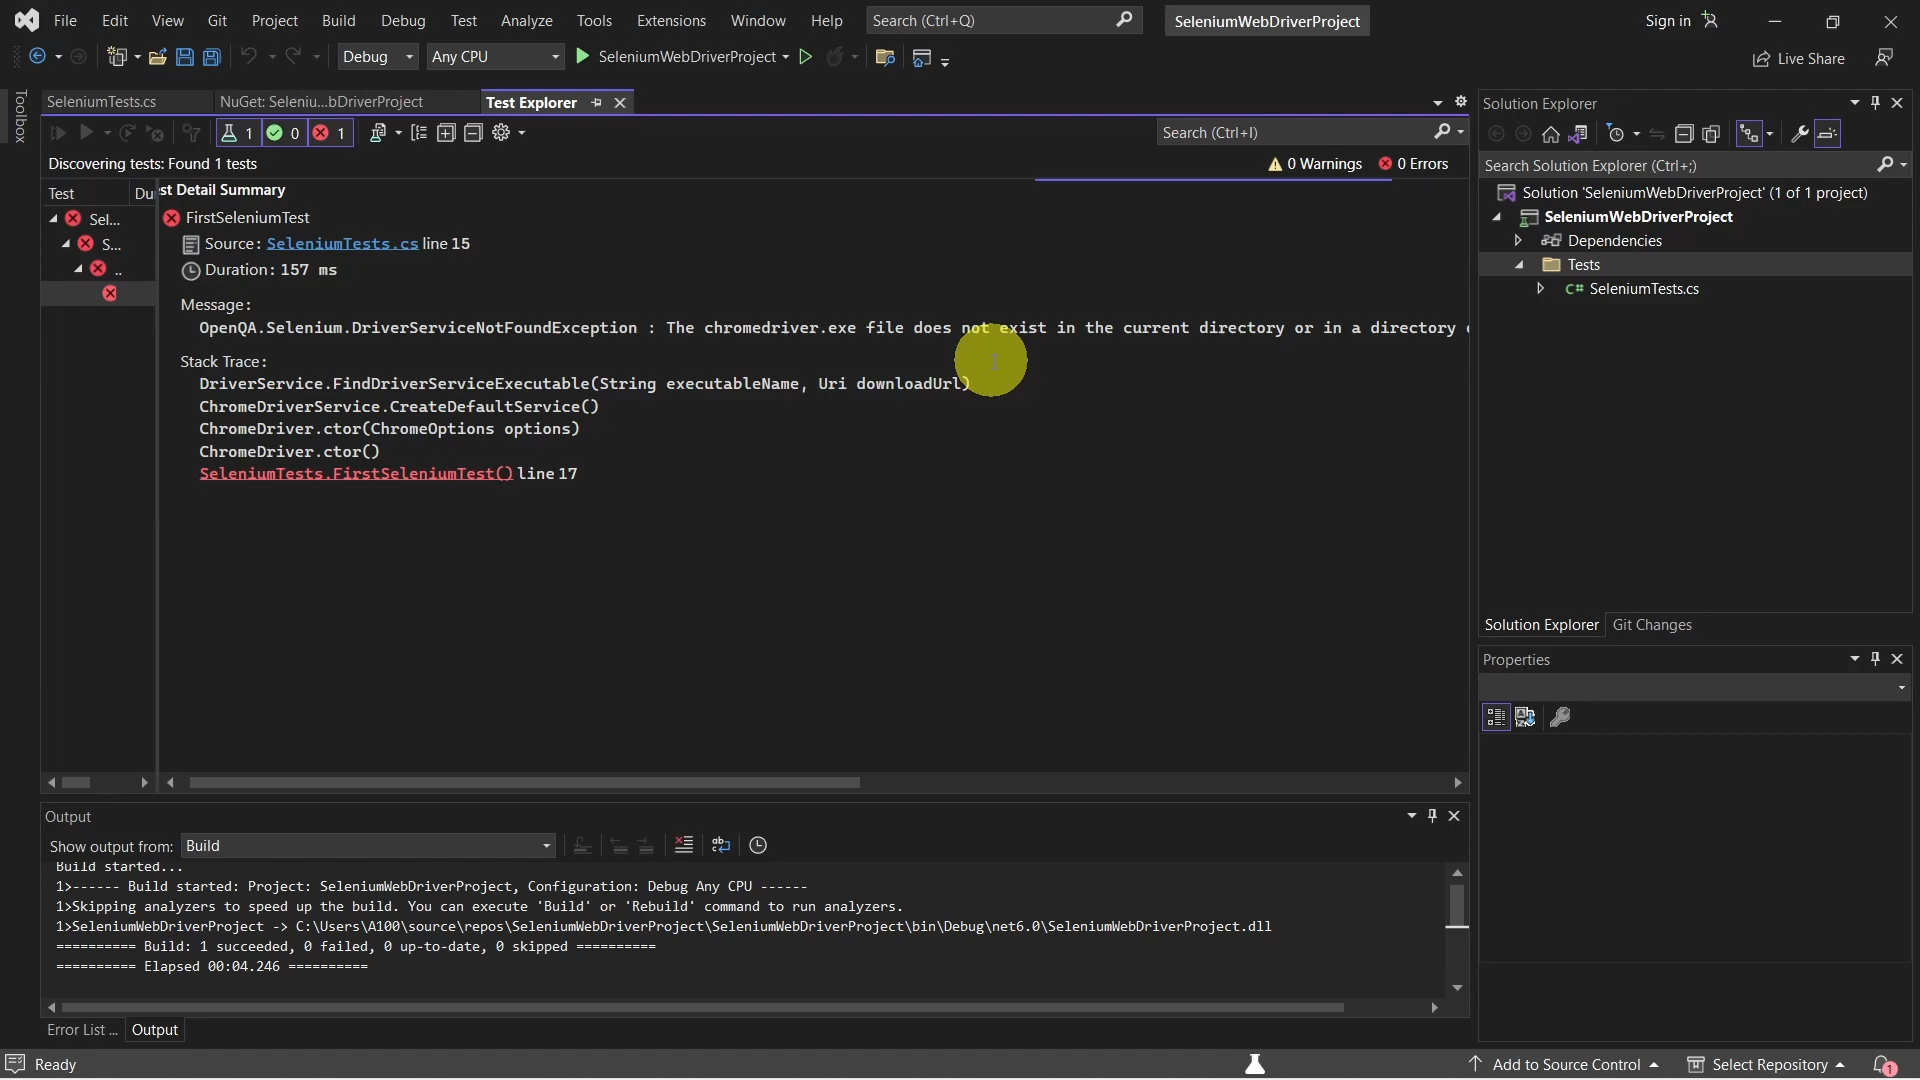 File Edit View Git Project Build Debug Test Analyze Tools Extensions Window Help Search (Ctrl+Q) SeleniumWebDriverProject Sign in
Debug Any CPU SeleniumWebDriverProject Live Share
Toolbox
SeleniumTests.cs NuGet: Seleniu...bDriverProject Test Explorer
1 0 1 Search (Ctrl+I)
Discovering tests: Found 1 tests 0 Warnings 0 Errors
Test Du
Sel...
S...
..
st Detail Summary
FirstSeleniumTest
Source: SeleniumTests.cs line 15
Duration: 157 ms
Message:
OpenQA.Selenium.DriverServiceNotFoundException : The chromedriver.exe file does not exist in the current directory or in a directory
Stack Trace:
DriverService.FindDriverServiceExecutable(String executableName, Uri downloadUrl)
ChromeDriverService.CreateDefaultService()
ChromeDriver.ctor(ChromeOptions options)
ChromeDriver.ctor()
SeleniumTests.FirstSeleniumTest() line 17
Output
Show output from: Build
Build started...
1>------ Build started: Project: SeleniumWebDriverProject, Configuration: Debug Any CPU ------
1>Skipping analyzers to speed up the build. You can execute 'Build' or 'Rebuild' command to run analyzers.
1>SeleniumWebDriverProject -> C:\Users\A100\source\repos\SeleniumWebDriverProject\SeleniumWebDriverProject\bin\Debug\net6.0\SeleniumWebDriverProject.dll
========== Build: 1 succeeded, 0 failed, 0 up-to-date, 0 skipped ==========
========== Elapsed 00:04.246 ==========
Error List ... Output
Solution Explorer
Search Solution Explorer (Ctrl+;)
Solution 'SeleniumWebDriverProject' (1 of 1 project)
SeleniumWebDriverProject
Dependencies
Tests
C# SeleniumTests.cs
Solution Explorer Git Changes
Properties
Ready Add to Source Control Select Repository 1